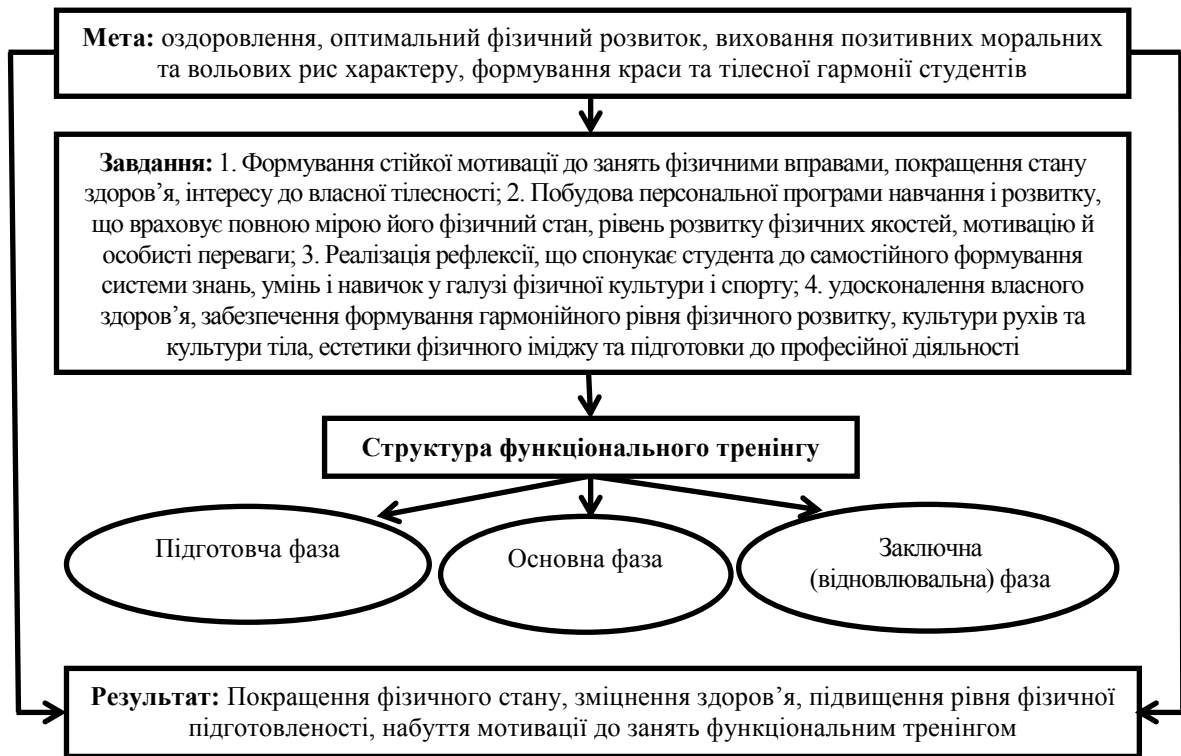 Мета: оздоровлення, оптимальний фізичний розвиток, виховання позитивних моральних
та вольових рис характеру, формування краси та тілесної гармонії студентів
Завдання: 1. Формування стійкої мотивації до занять фізичними вправами, покращення стану
здоров’я, інтересу до власної тілесності; 2. Побудова персональної програми навчання і розвитку,
що враховує повною мірою його фізичний стан, рівень розвитку фізичних якостей, мотивацію й
особисті переваги; 3. Реалізація рефлексії, що спонукає студента до самостійного формування
системи знань, умінь і навичок у галузі фізичної культури і спорту; 4. удосконалення власного
здоров’я, забезпечення формування гармонійного рівня фізичного розвитку, культури рухів та
культури тіла, естетики фізичного іміджу та підготовки до професійної діяльності
Структура функціонального тренінгу
Підготовча фаза
Основна фаза
Заключна
(відновлювальна) фаза
Результат: Покращення фізичного стану, зміцнення здоров’я, підвищення рівня фізичної
підготовленості, набуття мотивації до занять функціональним тренінгом